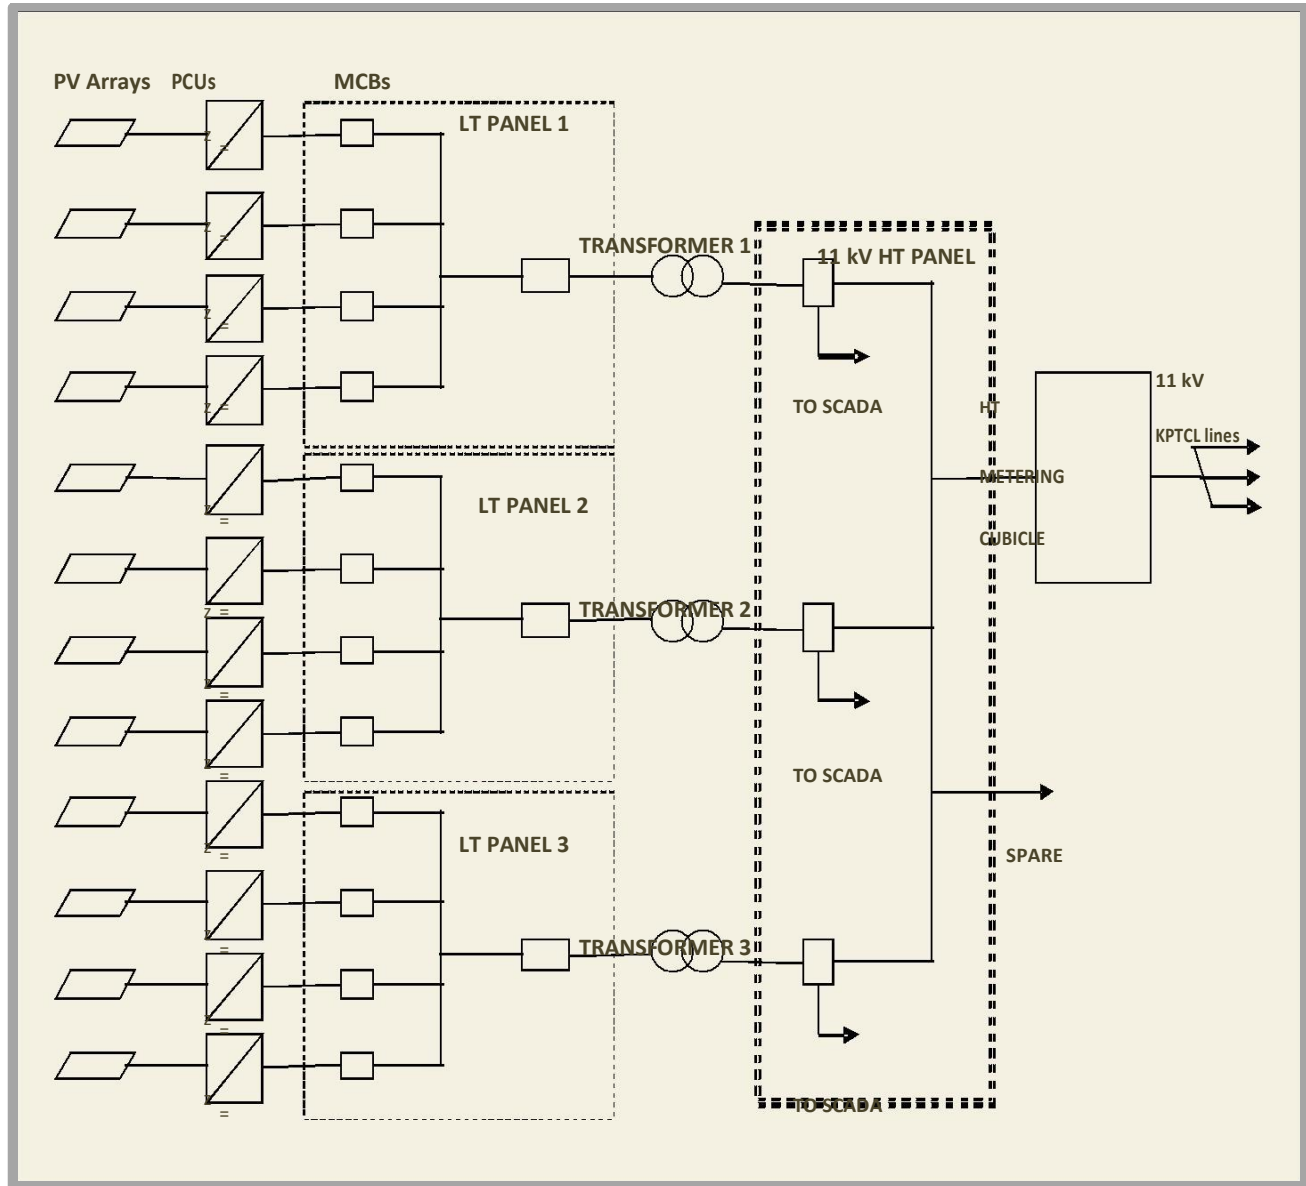 PV Arrays PCUs MCBs
LT PANEL 1
z
=
z
=
TRANSFORMER 1
11 kV HT PANEL
z
=
11 kV
z =
TO SCADA
HT
KPTCL lines
METERING
LT PANEL 2
z
=
CUBICLE
z =
TRANSFORMER 2
z
=
z
=
TO SCADA
LT PANEL 3
z
=
SPARE
z
=
TRANSFORMER 3
z
=
z
=
TO SCADA